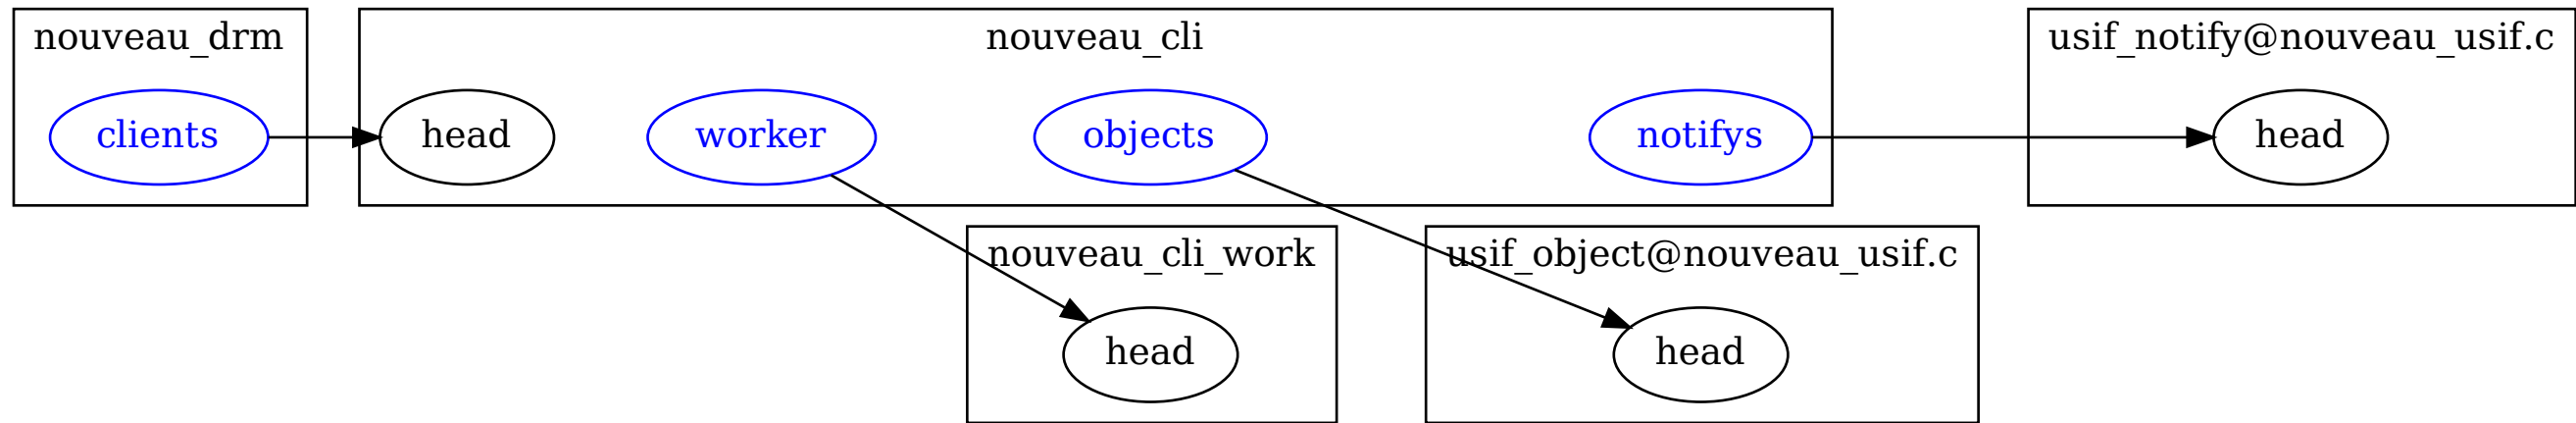 nouveau_drm
clients
nouveau_cli
head
worker
objects
notifys
usif_notify@nouveau_usif.c
head
nouveau_cli_work
head
usif_object@nouveau_usif.c
head